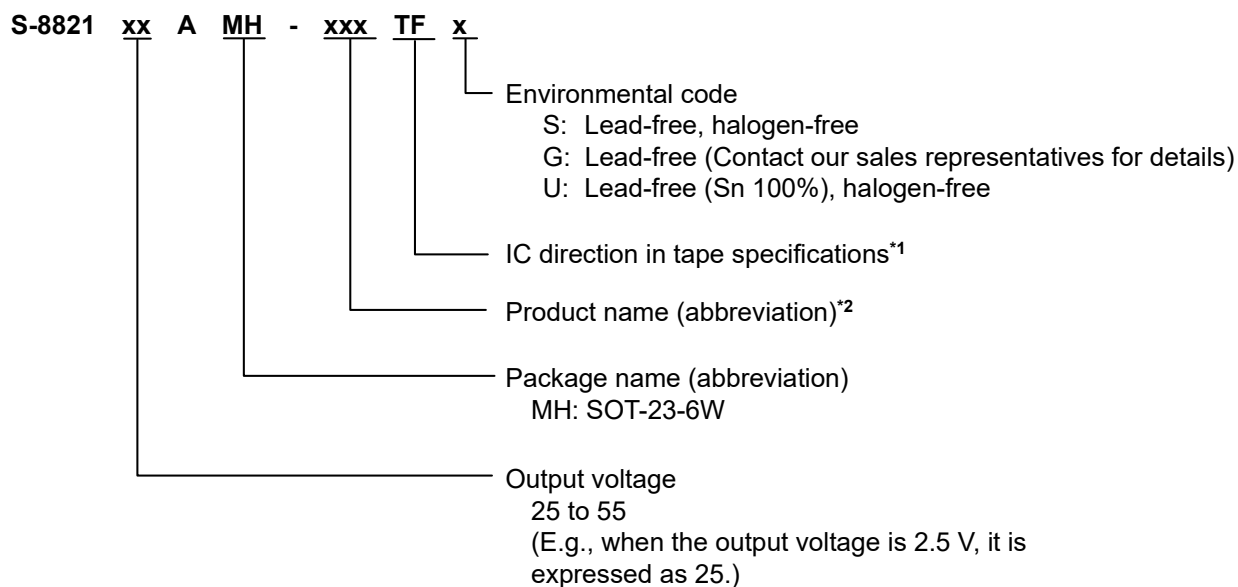 S-8821 xx A MH - xxx TF x
Environmental code
S: Lead-free, halogen-free
G: Lead-free (Contact our sales representatives for details)
U: Lead-free (Sn 100%), halogen-free
IC direction in tape specifications*1
Product name (abbreviation)*2
Package name (abbreviation)
MH: SOT-23-6W
Output voltage
25 to 55
(E.g., when the output voltage is 2.5 V, it is
expressed as 25.)